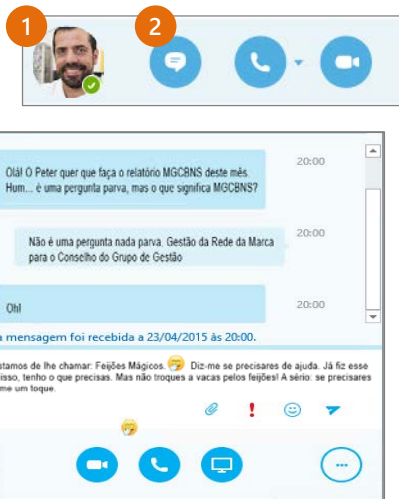 1
2
20:00
Olá! O Peter quer que faça o relatório MGCBNS deste mês.
Hum... é uma pergunta parva, mas o que significa MGCBNS?
20:00
Não é uma pergunta nada parva. Gestão da Rede da Marca
para o Conselho do Grupo de Gestão
Oh!
20:00
a mensagem foi recebida a 23/04/2015 às 20:00.
stamos de lhe chamar: Feijões Mágicos. Diz-me se precisares de ajuda. Já fiz esse
isso, tenho o que precisas. Mas não troques a vacas pelos feijões! A sério: se precisares
me um toque.